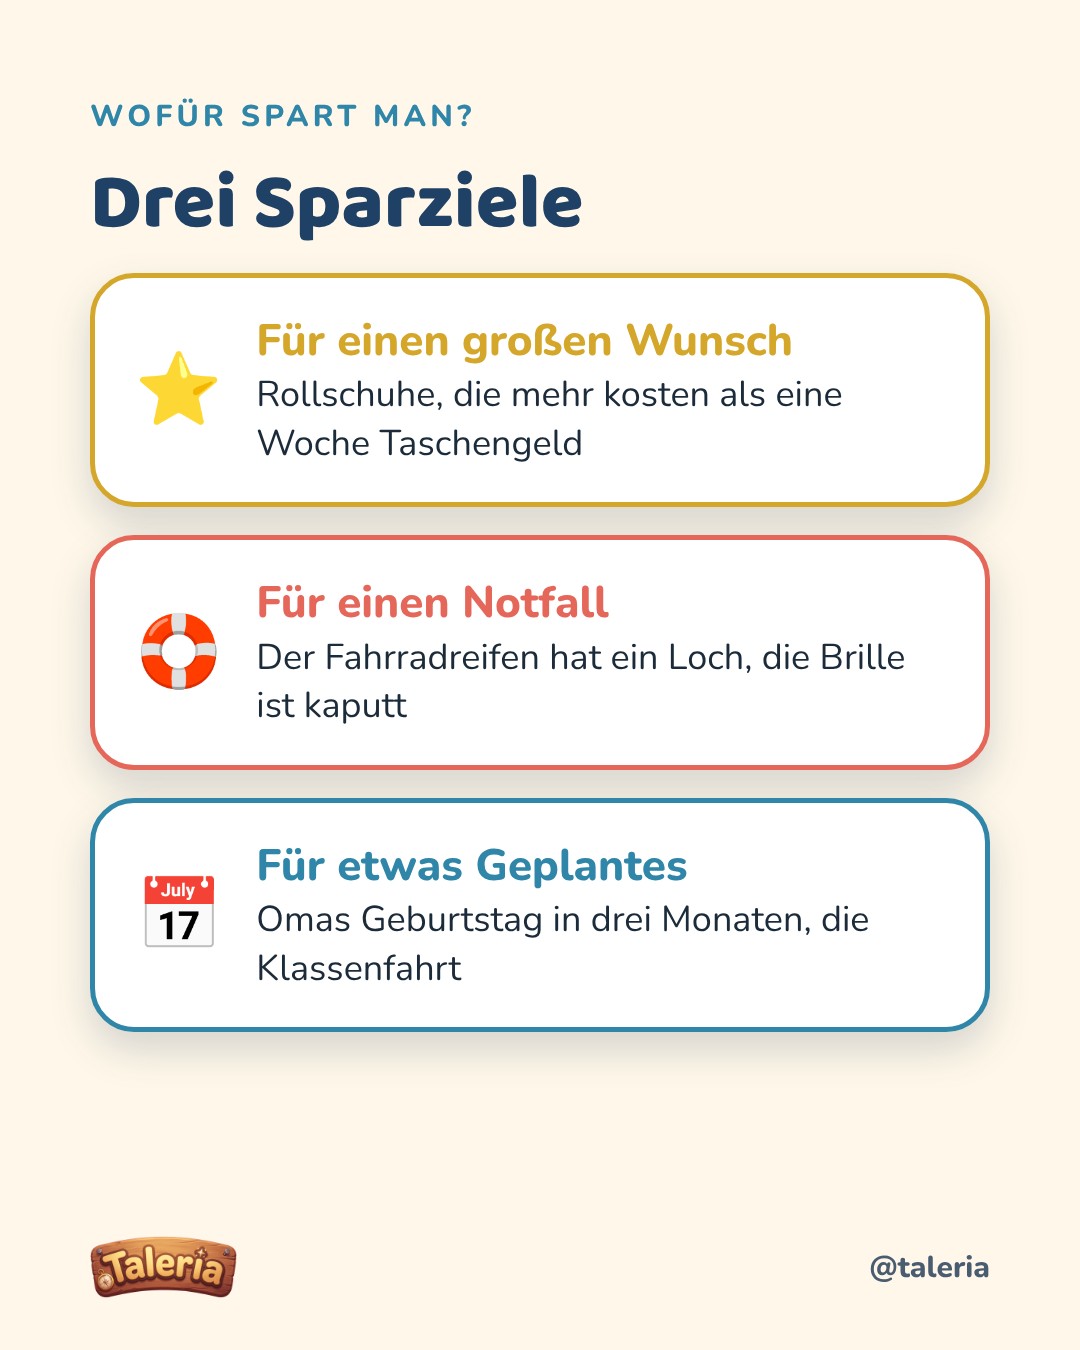 WOFÜR SPART MAN?
Drei Sparziele
Für einen großen Wunsch
Rollschuhe, die mehr kosten als eine
Woche Taschengeld
Für einen Notfall
Der Fahrradreifen hat ein Loch, die Brille
ist kaputt
July
17
Für etwas Geplantes
Omas Geburtstag in drei Monaten, die
Klassenfahrt
Taleria
@taleria